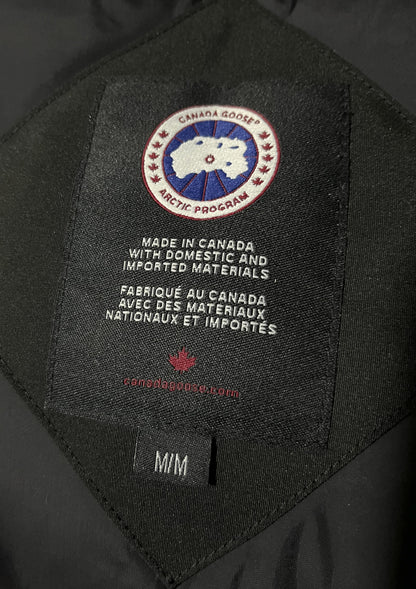 CANADA GOOSE®
ARCTIC PROGRAM
MADE IN CANADA
WITH DOMESTIC AND
IMPORTED MATERIALS
FABRIQUÉ AU CANADA
AVEC DES MATÉRIAUX
NATIONAUX ET IMPORTÉS
canadagoose.com
M/M